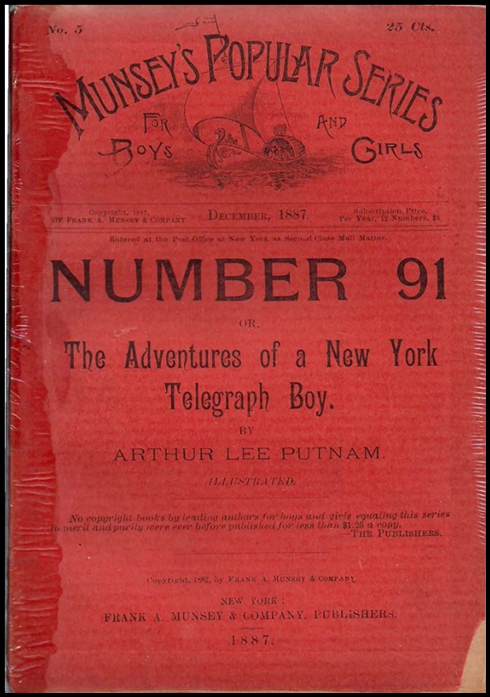 No. 5
25 Cts.
MUNSEY'S POPULAR SERIES
FOR AND
BOYS GIRLS
Copyright, 1887,
BY FRANK A. MUNSEY & COMPANY
DECEMBER, 1887
Subscription Price,
Per Year, 12 Numbers, $3
Entered at the Post Office at New York as Second Class Mail Matter.
NUMBER 91
OR,
The Adventures of a New York
Telegraph Boy.
BY
ARTHUR LEE PUTNAM.
ILLUSTRATED.
No copyright books by leading authors for boys and girls equaling this series
in merit and purity were ever before published for less than $1.25 a copy.
—THE PUBLISHERS.
Copyright, 1887, by FRANK A. MUNSEY & COMPANY
NEW YORK:
FRANK A. MUNSEY & COMPANY, PUBLISHERS.
1887.